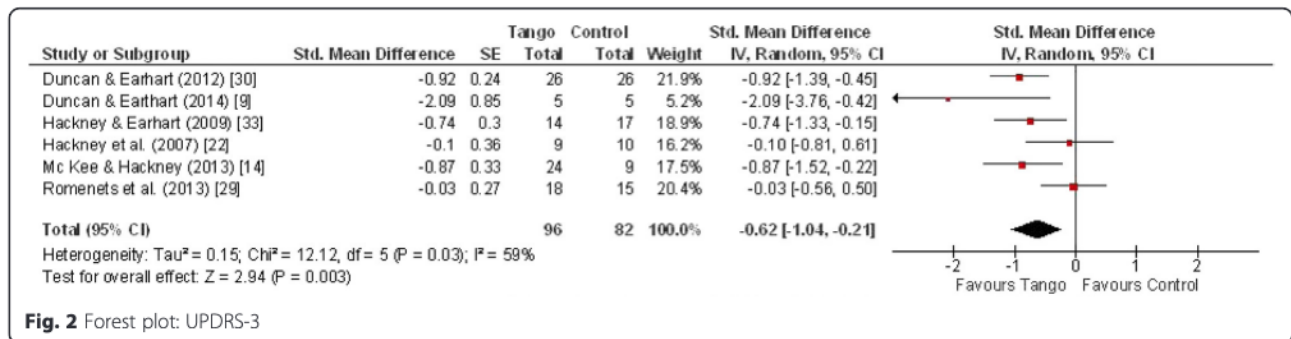 Tango Control Std. Mean Difference Std. Mean Difference
Study or Subgroup Std. Mean Difference SE Total Total Weight IV, Random, 95% CI IV, Random, 95% CI
Duncan & Earhart (2012) [30] -0.92 0.24 26 26 21.9% -0.92 [-1.39, -0.45]
Duncan & Earthart (2014) [9] -2.09 0.85 5 5 5.2% -2.09 [-3.76, -0.42]
Hackney & Earhart (2009) [33] -0.74 0.3 14 17 18.9% -0.74 [-1.33, -0.15]
Hackney et al. (2007) [22] -0.1 0.36 9 10 16.2% -0.10 [-0.81, 0.61]
Mc Kee & Hackney (2013) [14] -0.87 0.33 24 9 17.5% -0.87 [-1.52, -0.22]
Romenets et al. (2013) [29] -0.03 0.27 18 15 20.4% -0.03 [-0.56, 0.50]
Total (95% CI) 96 82 100.0% -0.62 [-1.04, -0.21]
Heterogeneity: Tau² = 0.15; Chi² = 12.12, df = 5 (P = 0.03); I² = 59%
Test for overall effect: Z = 2.94 (P = 0.003)
-2 -1 0 1 2
Favours Tango Favours Control
Fig. 2 Forest plot: UPDRS-3